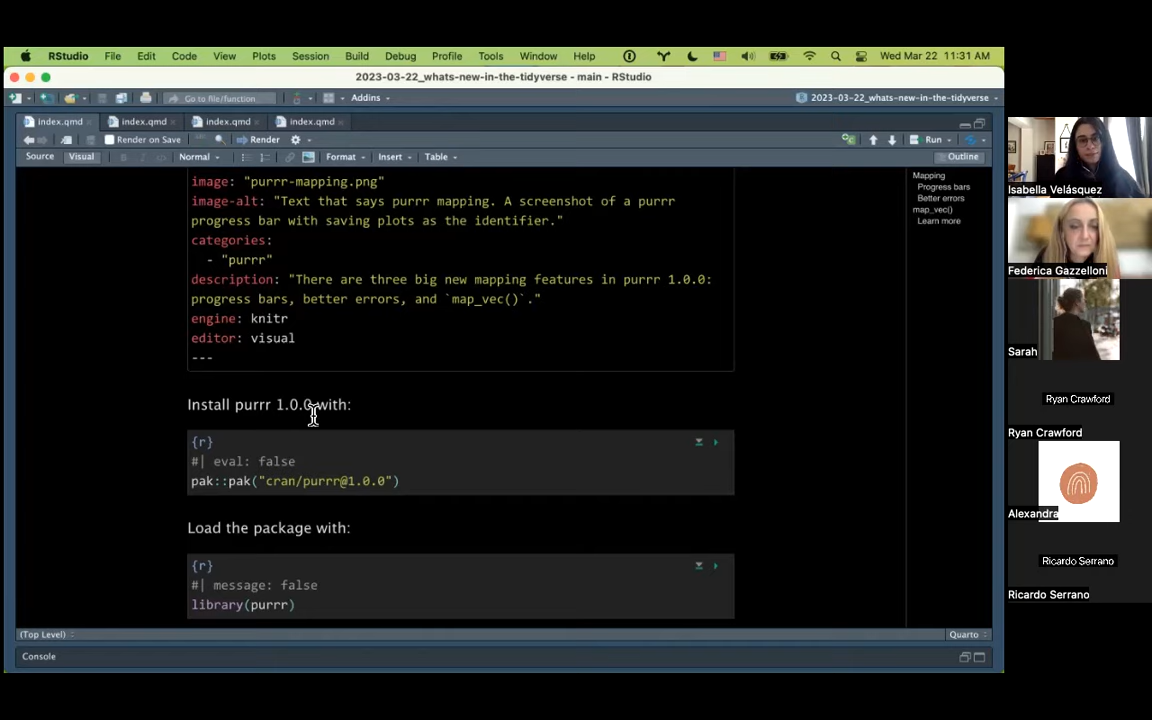 RStudio File Edit Code View Plots Session Build Debug Profile Tools Window Help Wed Mar 22 11:31 AM
2023-03-22_whats-new-in-the-tidyverse - main - RStudio
Go to file/function Addins 2023-03-22_whats-new-in-the-tidyverse
index.qmd index.qmd index.qmd index.qmd
Render on Save Render Run
Source Visual B I Normal Format Insert Table Outline
image: "purrr-mapping.png"
image-alt: "Text that says purrr mapping. A screenshot of a purrr
progress bar with saving plots as the identifier."
categories:
- "purrr"
description: "There are three big new mapping features in purrr 1.0.0:
progress bars, better errors, and `map_vec()`."
engine: knitr
editor: visual
---
Install purrr 1.0.0 with:
{r}
#| eval: false
pak::pak("cran/purrr@1.0.0")
Load the package with:
{r}
#| message: false
library(purrr)
(Top Level) Quarto
Console
Mapping
Progress bars
Better errors
map_vec()
Learn more
Isabella Velásquez
Federica Gazzelloni
Sarah
Ryan Crawford
Ryan Crawford
Alexandra
Ricardo Serrano
Ricardo Serrano